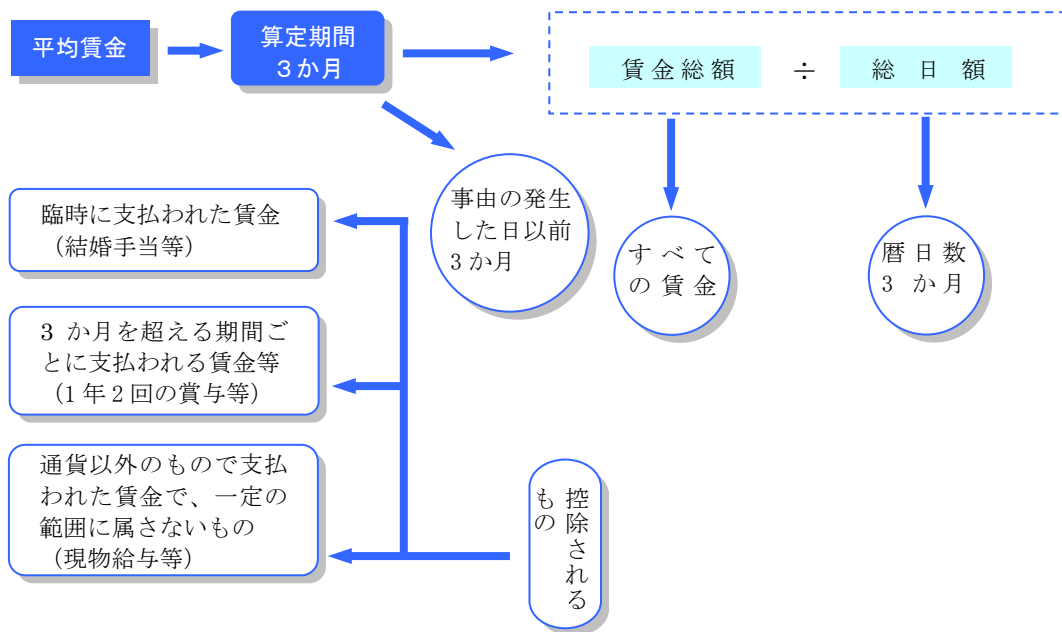 平均賃金
算定期間
３か月
賃金総額 ÷ 総日額
事由の発生
した日以前
3か月
すべて
の賃金
暦日数
3 か月
臨時に支払われた賃金
（結婚手当等）
3 か月を超える期間ご
とに支払われる賃金等
（1年2回の賞与等）
通貨以外のもので支払
われた賃金で、一定の
範囲に属さないもの
（現物給与等）
控除される
もの